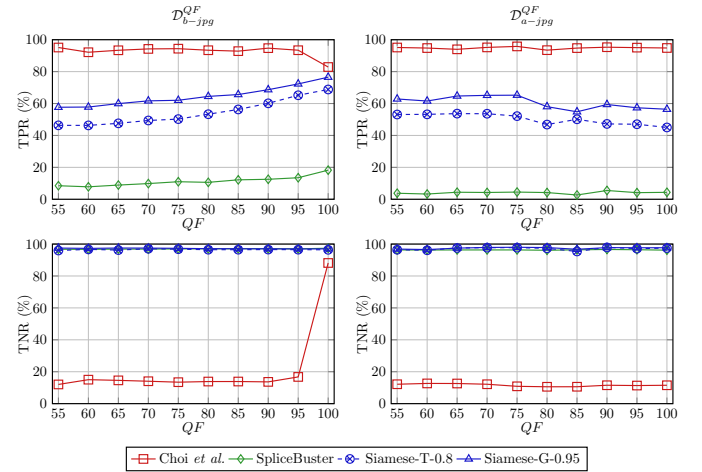 𝒟_{b−jpg}^{QF}
𝒟_{a−jpg}^{QF}
TPR (%)
100
80
60
40
20
0
55 60 65 70 75 80 85 90 95 100
QF
TPR (%)
100
80
60
40
20
0
55 60 65 70 75 80 85 90 95 100
QF
TNR (%)
100
80
60
40
20
0
55 60 65 70 75 80 85 90 95 100
QF
TNR (%)
100
80
60
40
20
0
55 60 65 70 75 80 85 90 95 100
QF
Choi et al. SpliceBuster Siamese-T-0.8 Siamese-G-0.95